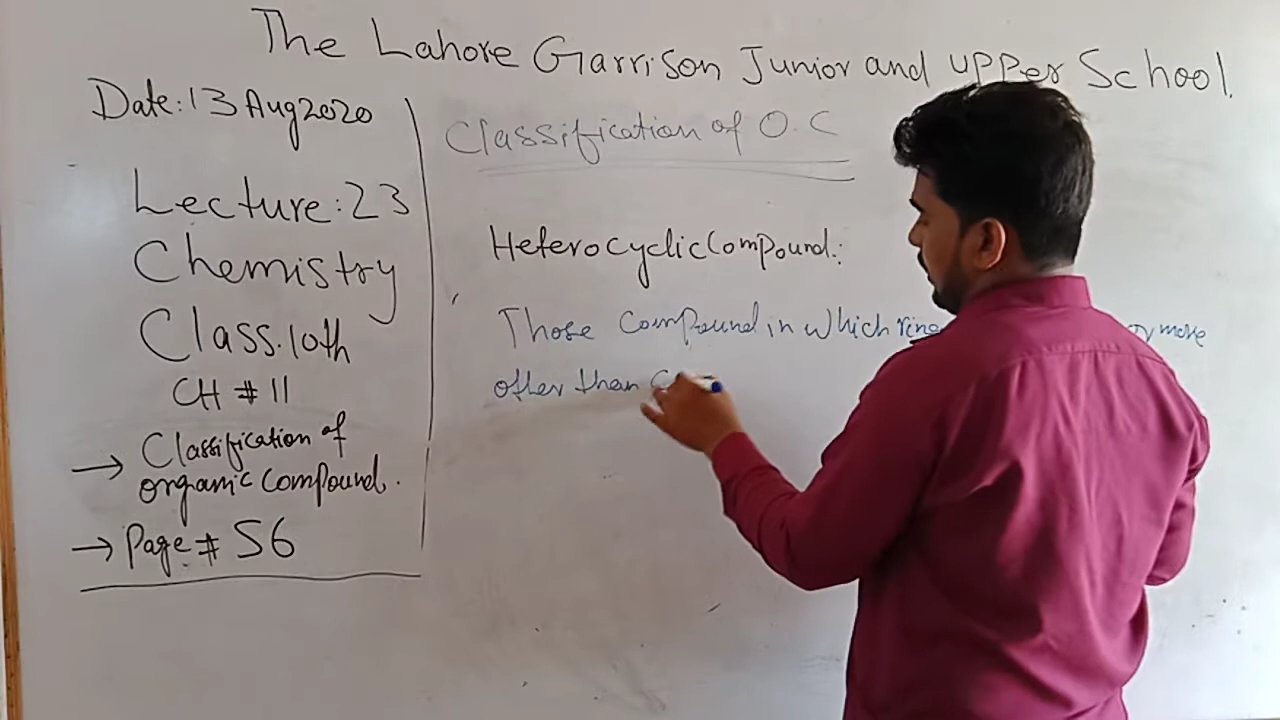 The Lahore Garrison Junior and upper School.
Date: 13 Aug 2020
Lecture: 23
Chemistry
Class. 10th
CH # 11
→ Classification of
organic compound.
→ Page # 56
Classification of O.C
Heterocyclic Compound:
Those compound in which ring or more
other than